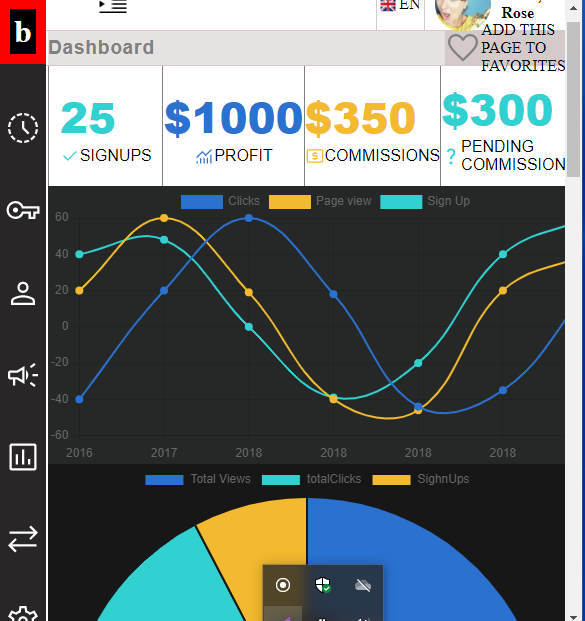 b
EN
Rose
Dashboard
ADD THIS
PAGE TO
FAVORITES
25
SIGNUPS
$1000
PROFIT
$350
COMMISSIONS
$300
PENDING
COMMISSION
Clicks Page view Sign Up
60
40
20
0
-20
-40
-60
2016 2017 2018 2018 2018 2018
Total Views totalClicks SighnUps